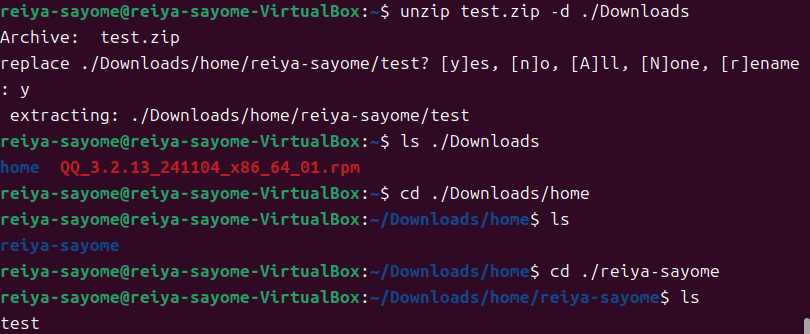 reiya-sayome@reiya-sayome-VirtualBox:~$ unzip test.zip -d ./Downloads
Archive:  test.zip
replace ./Downloads/home/reiya-sayome/test? [y]es, [n]o, [A]ll, [N]one, [r]ename
: y
 extracting: ./Downloads/home/reiya-sayome/test
reiya-sayome@reiya-sayome-VirtualBox:~$ ls ./Downloads
home  QQ_3.2.13_241104_x86_64_01.rpm
reiya-sayome@reiya-sayome-VirtualBox:~$ cd ./Downloads/home
reiya-sayome@reiya-sayome-VirtualBox:~/Downloads/home$ ls
reiya-sayome
reiya-sayome@reiya-sayome-VirtualBox:~/Downloads/home$ cd ./reiya-sayome
reiya-sayome@reiya-sayome-VirtualBox:~/Downloads/home/reiya-sayome$ ls
test